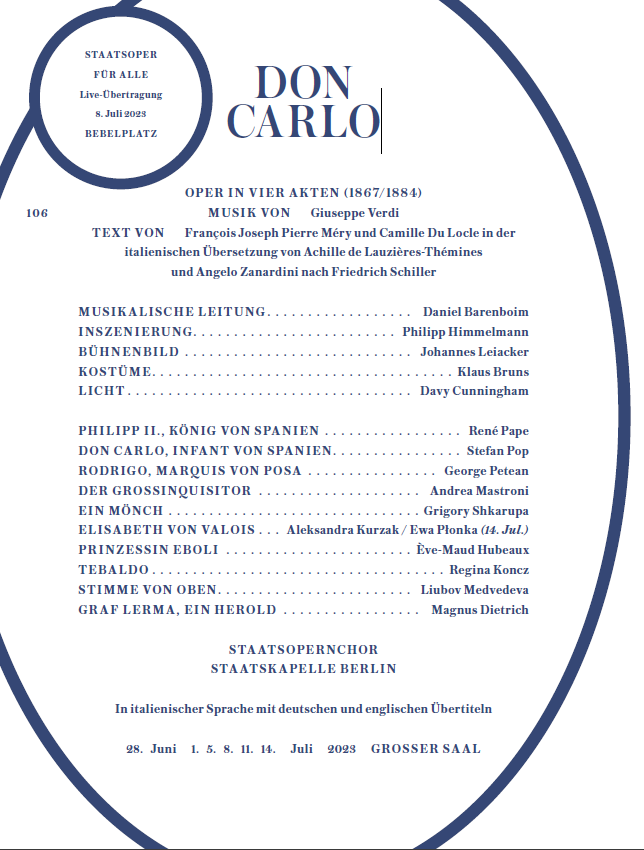 STAATSOPER
FÜR ALLE
Live-Übertragung
8. Juli 2023
BEBELPLATZ
DON
CARLO
106
OPER IN VIER AKTEN (1867/1884)
MUSIK VON Giuseppe Verdi
TEXT VON François Joseph Pierre Méry und Camille Du Locle in der
italienischen Übersetzung von Achille de Lauzières-Thémines
und Angelo Zanardini nach Friedrich Schiller
MUSIKALISCHE LEITUNG. . . . . . . . . . . . . . . . . . Daniel Barenboim
INSZENIERUNG. . . . . . . . . . . . . . . . . . . . . . . . . Philipp Himmelmann
BÜHNENBILD . . . . . . . . . . . . . . . . . . . . . . . . . . . . Johannes Leiacker
KOSTÜME. . . . . . . . . . . . . . . . . . . . . . . . . . . . . . . . . . . . . Klaus Bruns
LICHT . . . . . . . . . . . . . . . . . . . . . . . . . . . . . . . . . . . Davy Cunningham
PHILIPP II., KÖNIG VON SPANIEN . . . . . . . . . . . . . . . . . René Pape
DON CARLO, INFANT VON SPANIEN. . . . . . . . . . . . . . . . Stefan Pop
RODRIGO, MARQUIS VON POSA . . . . . . . . . . . . . . . . George Petean
DER GROSSINQUISITOR . . . . . . . . . . . . . . . . . . . . Andrea Mastroni
EIN MÖNCH . . . . . . . . . . . . . . . . . . . . . . . . . . . . . . . Grigory Shkarupa
ELISABETH VON VALOIS . . . Aleksandra Kurzak / Ewa Płonka (14. Jul.)
PRINZESSIN EBOLI . . . . . . . . . . . . . . . . . . . . . . . Ève-Maud Hubeaux
TEBALDO . . . . . . . . . . . . . . . . . . . . . . . . . . . . . . . . . . . . Regina Koncz
STIMME VON OBEN. . . . . . . . . . . . . . . . . . . . . . . . Liubov Medvedeva
GRAF LERMA, EIN HEROLD . . . . . . . . . . . . . . . . . Magnus Dietrich
STAATSOPERNCHOR
STAATSKAPELLE BERLIN
In italienischer Sprache mit deutschen und englischen Übertiteln
28. Juni 1. 5. 8. 11. 14. Juli 2023 GROSSER SAAL